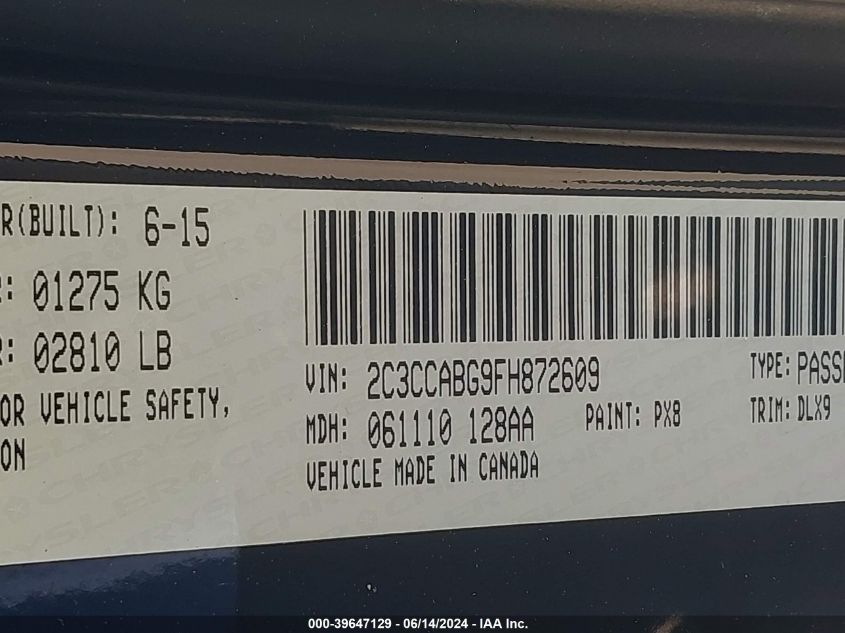 R(BUILT): 6-15
R: 01275 KG
R: 02810 LB
OR VEHICLE SAFETY,
ON
VIN: 2C3CCABG9FH872609 TYPE: PASS
MDH: 061110 128AA PAINT: PX8 TRIM: DLX9
VEHICLE MADE IN CANADA
CHRYSLER
000-39647129 - 06/14/2024 - IAA Inc.